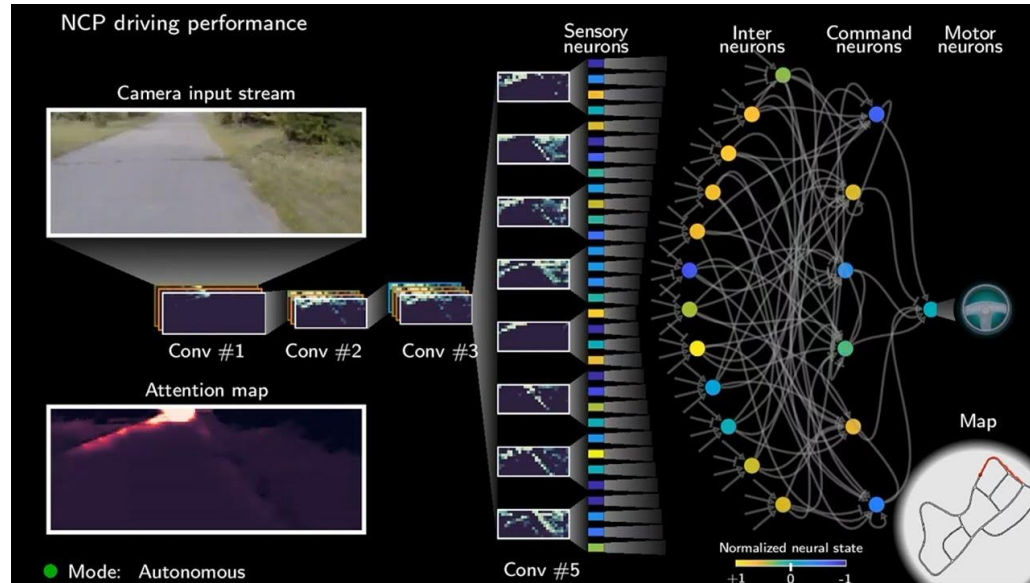 NCP driving performance
Camera input stream
Sensory
neurons
Inter
neurons
Command
neurons
Motor
neurons
Conv #1
Conv #2
Conv #3
Attention map
Map
Mode: Autonomous
Conv #5
Normalized neural state
+1 0 -1